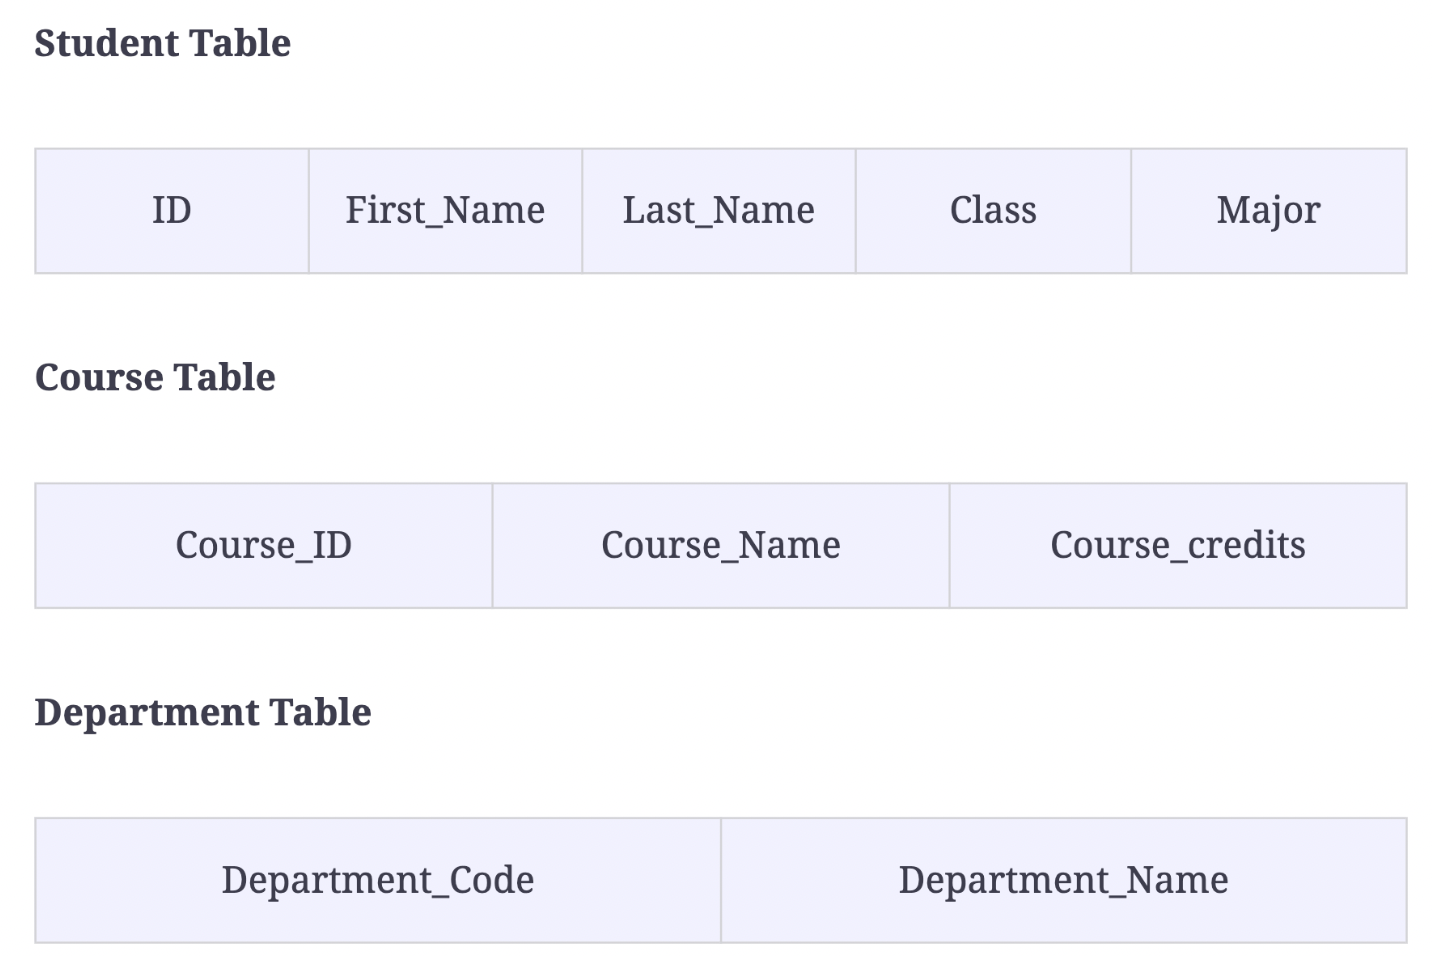 Student Table
ID First_Name Last_Name Class Major
Course Table
Course_ID Course_Name Course_credits
Department Table
Department_Code Department_Name